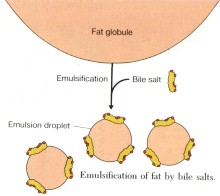 Fat globule
Emulsification
Bile salt
Emulsion droplet
Emulsification of fat by bile salts.